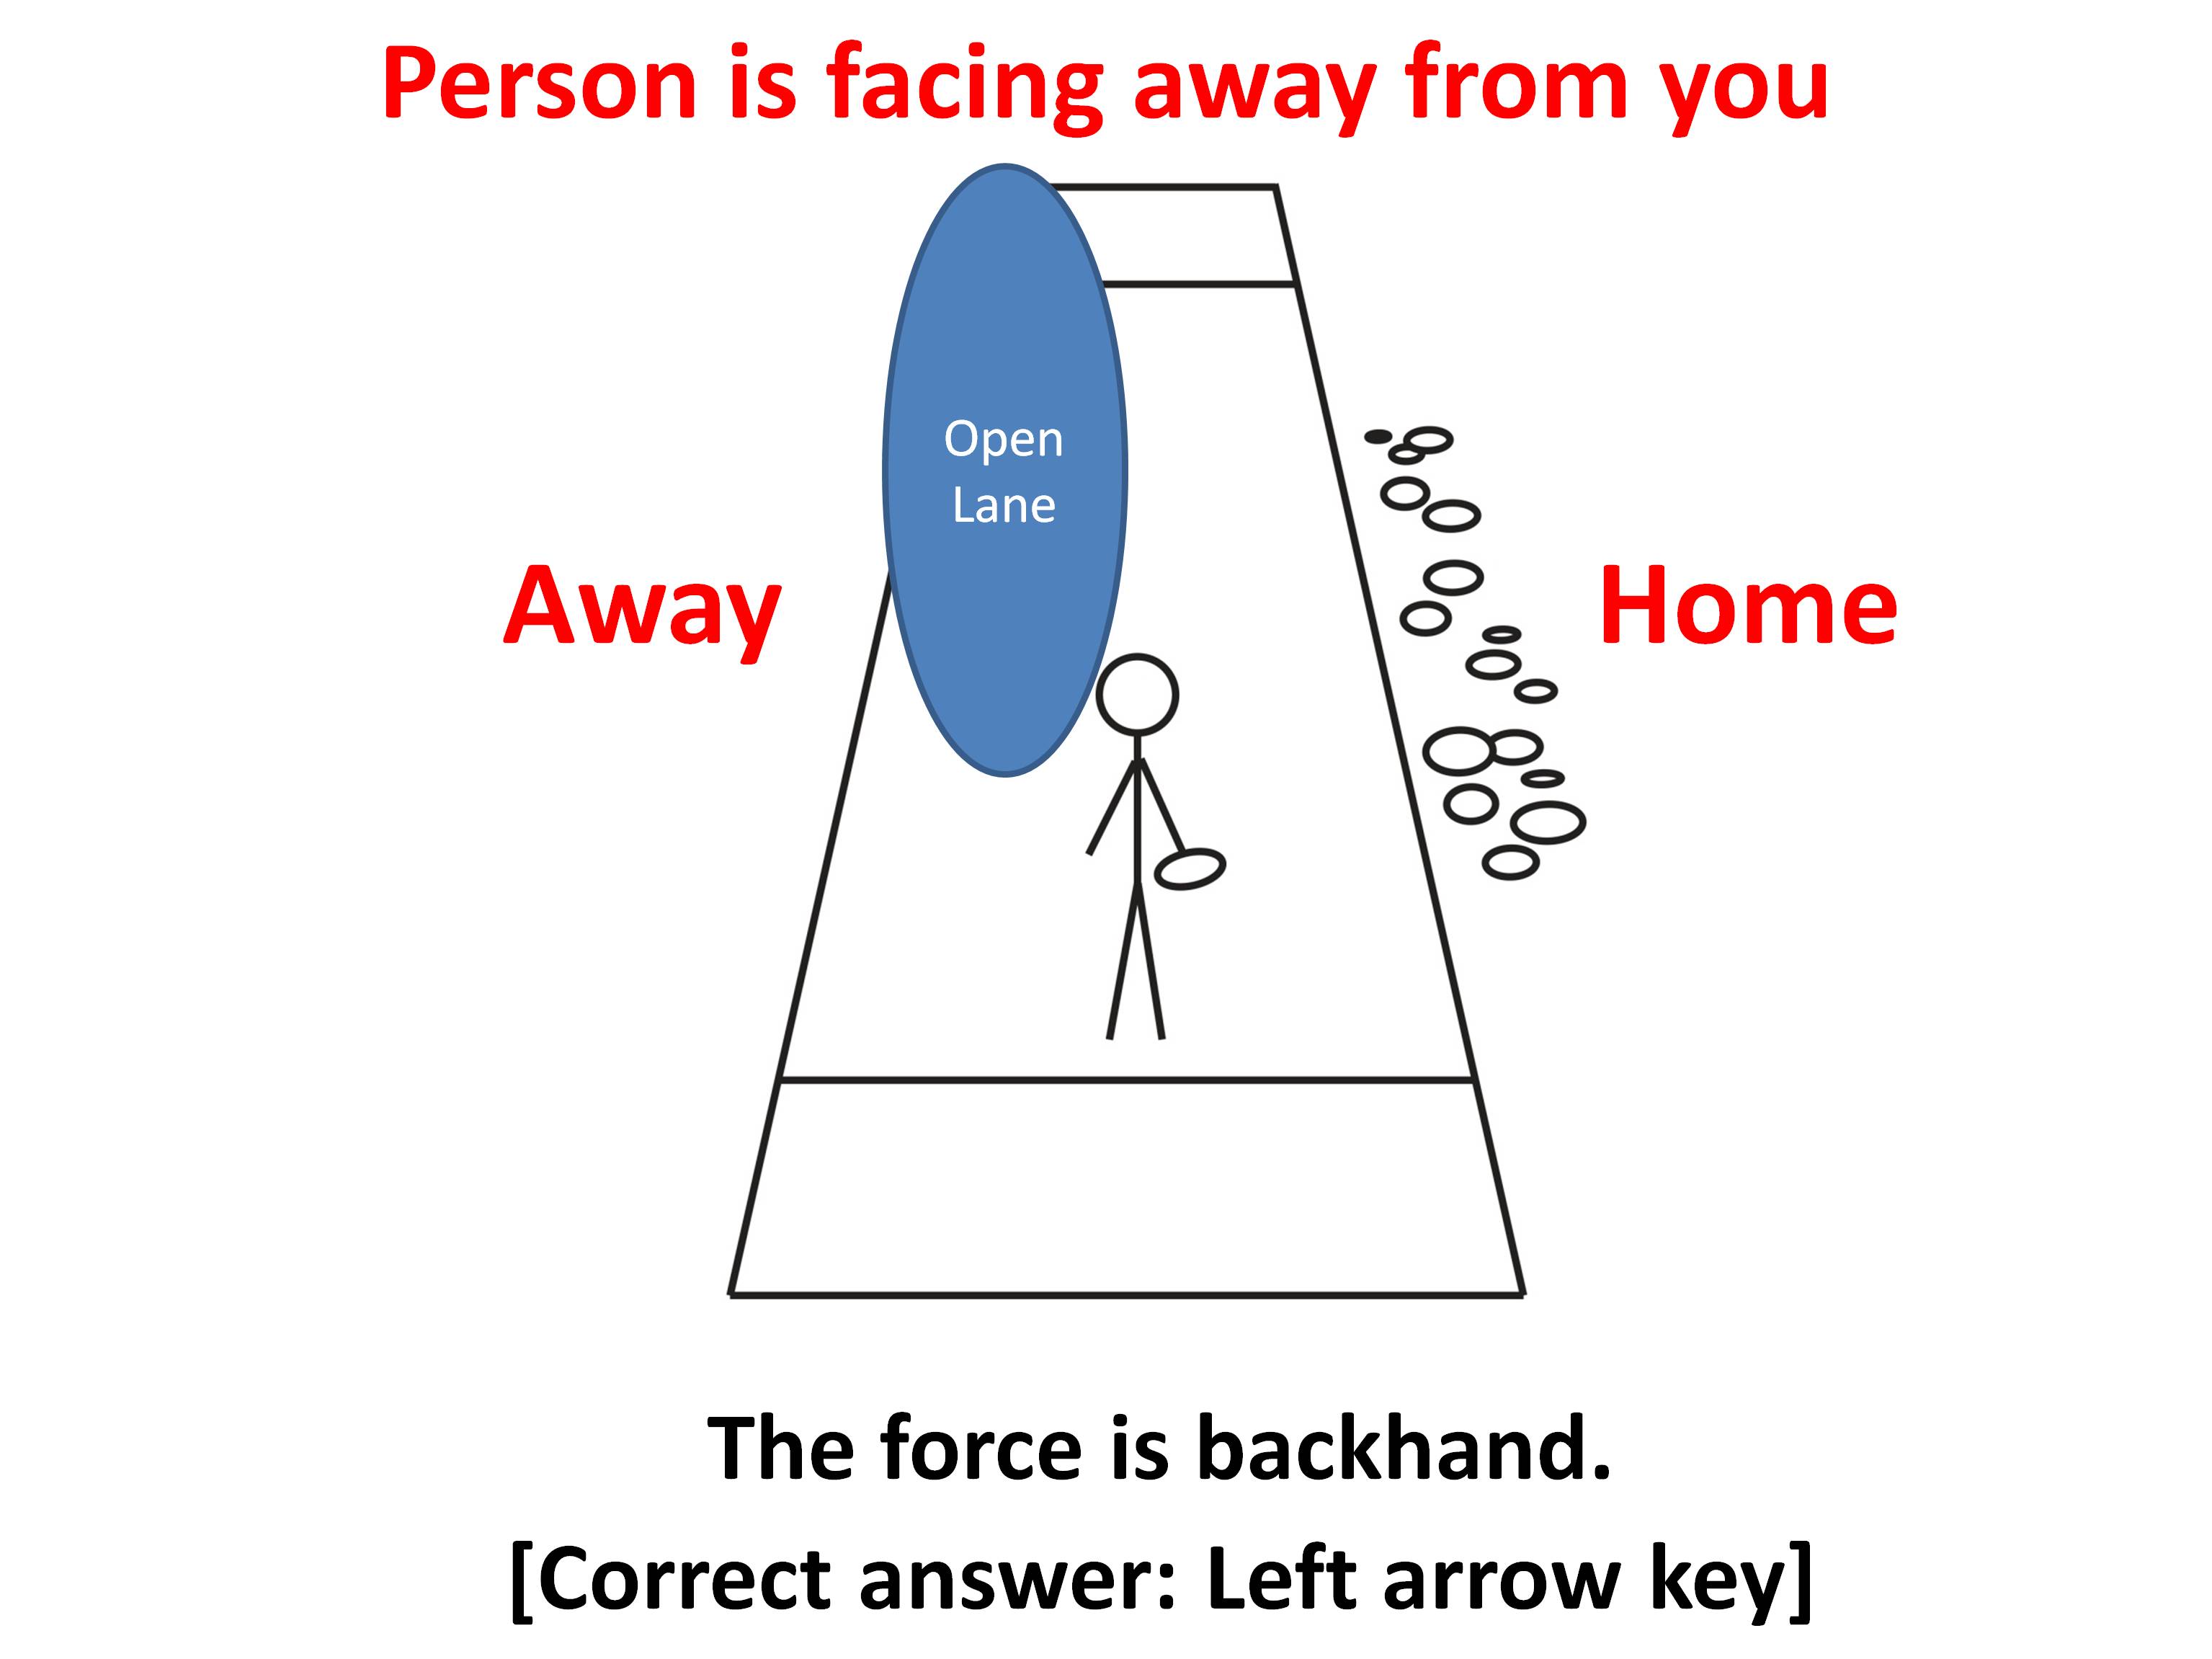 Person is facing away from you
Open
Lane
Away
Home
The force is backhand.
[Correct answer: Left arrow key]